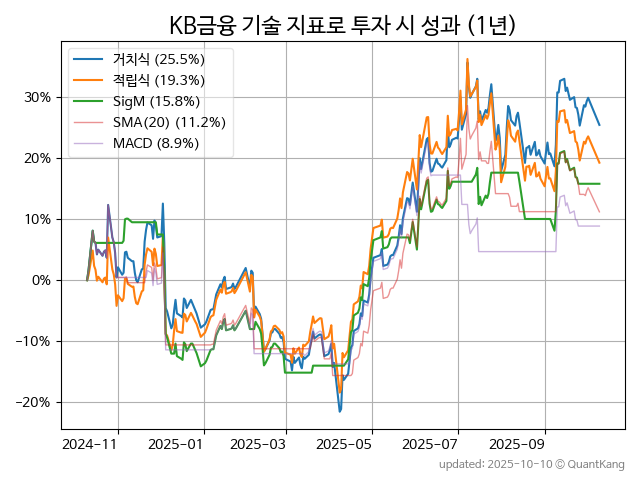 KB금융 기술 지표로 투자 시 성과 (1년)
거치식 (25.5%)
적립식 (19.3%)
SigM (15.8%)
SMA(20) (11.2%)
MACD (8.9%)
30%
20%
10%
0%
−10%
−20%
2024-11
2025-01
2025-03
2025-05
2025-07
2025-09
updated: 2025-10-10 © QuantKang